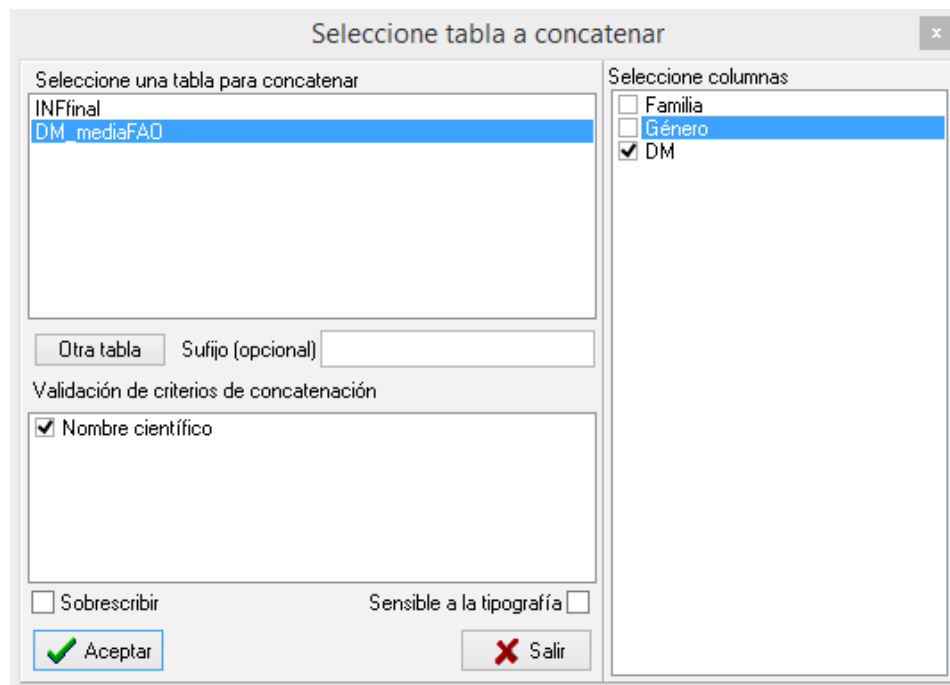 Seleccione tabla a concatenar
x
Seleccione una tabla para concatenar
INFfinal
DM_mediaFAO
Otra tabla
Sufijo (opcional)
Validación de criterios de concatenación
Nombre científico
Sobrescribir
Sensible a la tipografía
Aceptar
Salir
Seleccione columnas
Familia
Género
DM